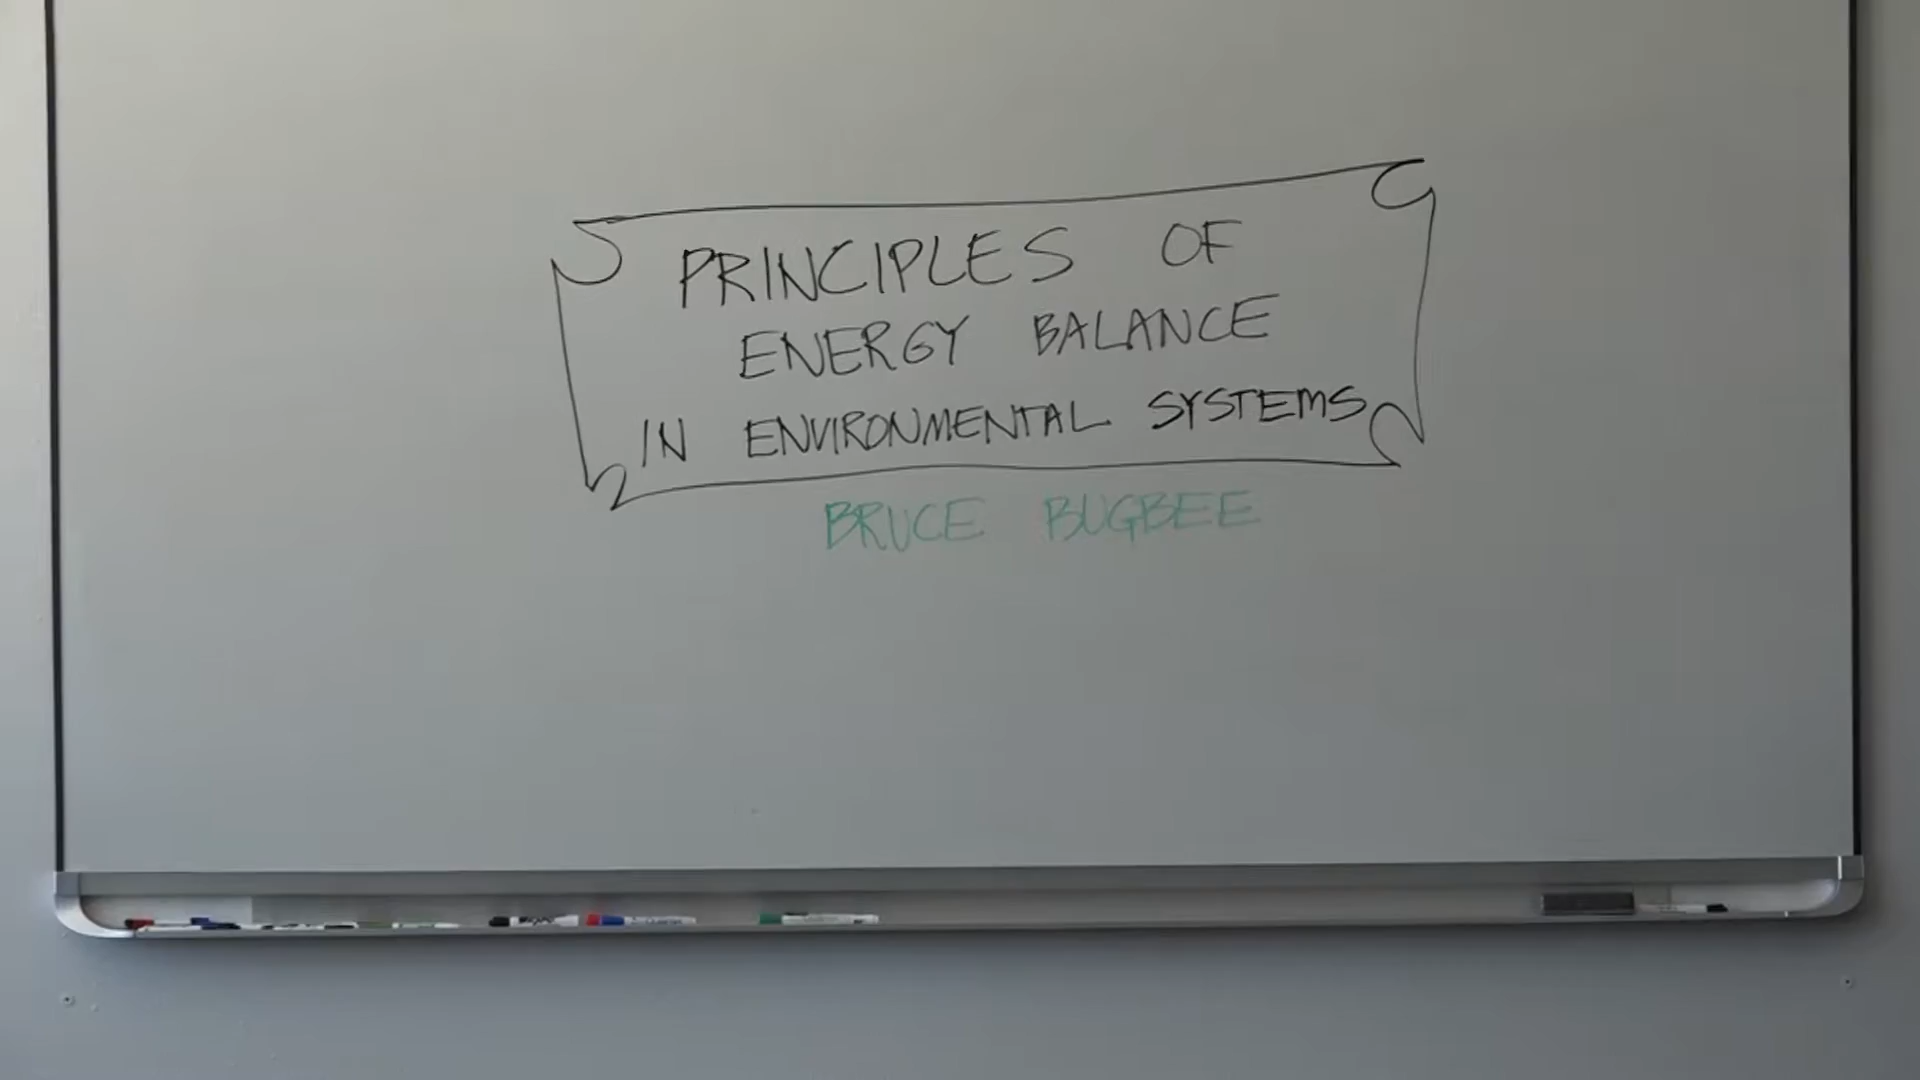 PRINCIPLES OF
ENERGY BALANCE
IN ENVIRONMENTAL SYSTEMS
BRUCE BUGBEE